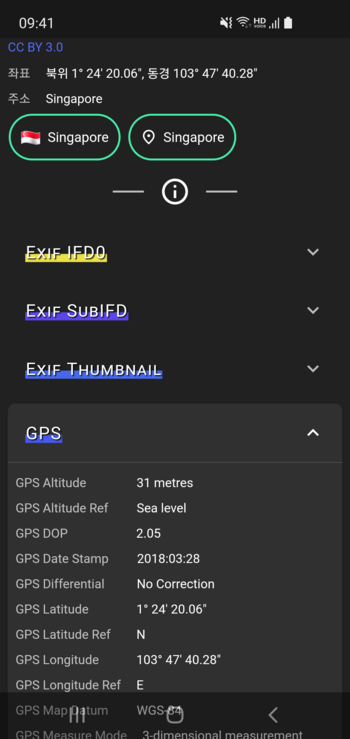 09:41
CC BY 3.0
좌표 북위 1° 24' 20.06", 동경 103° 47' 40.28"
주소 Singapore
Singapore Singapore
Exif IFD0
Exif SubIFD
Exif Thumbnail
GPS
GPS Altitude 31 metres
GPS Altitude Ref Sea level
GPS DOP 2.05
GPS Date Stamp 2018:03:28
GPS Differential No Correction
GPS Latitude 1° 24' 20.06"
GPS Latitude Ref N
GPS Longitude 103° 47' 40.28"
GPS Longitude Ref E
GPS Map Datum WGS-84
GPS Measure Mode 3-dimensional measurement